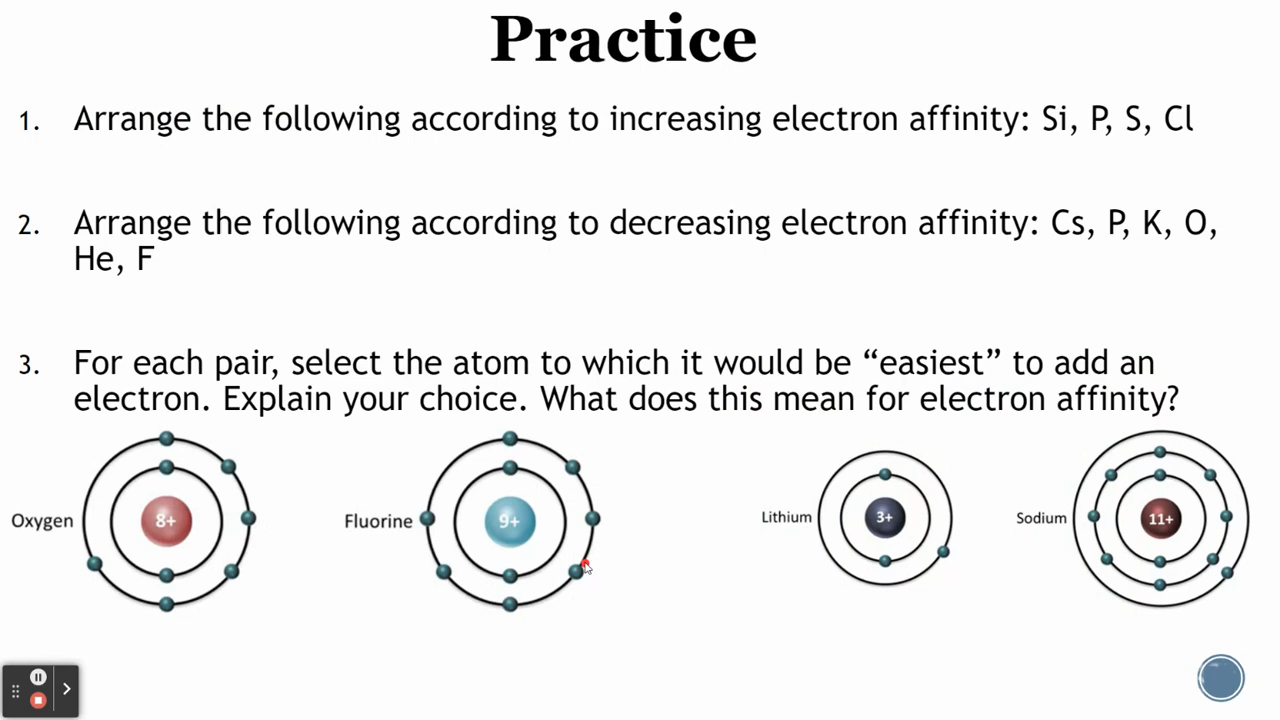 Practice
1. Arrange the following according to increasing electron affinity: Si, P, S, Cl
2. Arrange the following according to decreasing electron affinity: Cs, P, K, O,
He, F
3. For each pair, select the atom to which it would be “easiest” to add an
electron. Explain your choice. What does this mean for electron affinity?
Oxygen 8+
Fluorine 9+
Lithium 3+
Sodium 11+